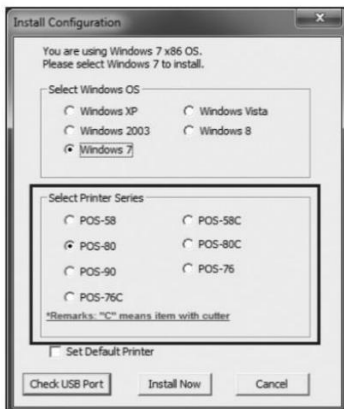 Install Configuration
You are using Windows 7 x86 OS.
Please select Windows 7 to install.
Select Windows OS
Windows XP Windows Vista
Windows 2003 Windows 8
Windows 7
Select Printer Series
POS-58 POS-58C
POS-80 POS-80C
POS-90 POS-76
POS-76C
*Remarks: "C" means item with cutter
Set Default Printer
Check USB Port Install Now Cancel